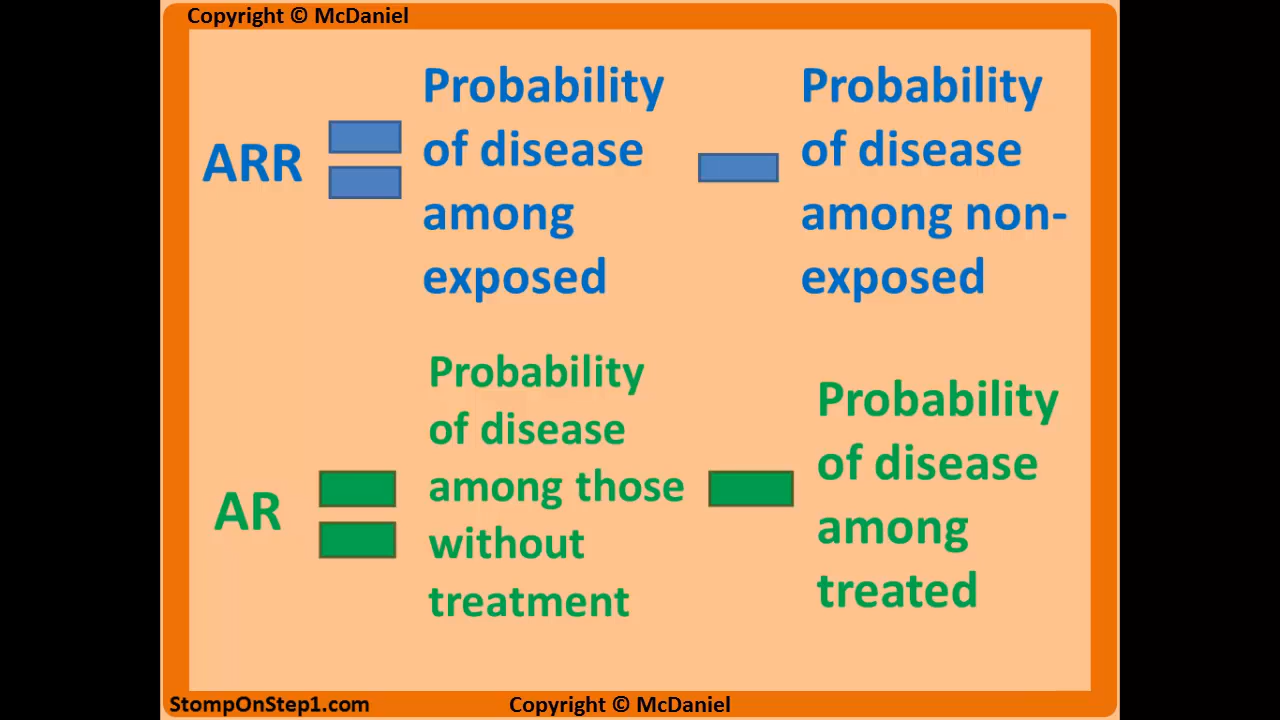 Copyright © McDaniel
ARR
Probability
of disease
among
exposed
Probability
of disease
among non-
exposed
AR
Probability
of disease
among those
without
treatment
Probability
of disease
among
treated
StompOnStep1.com
Copyright © McDaniel